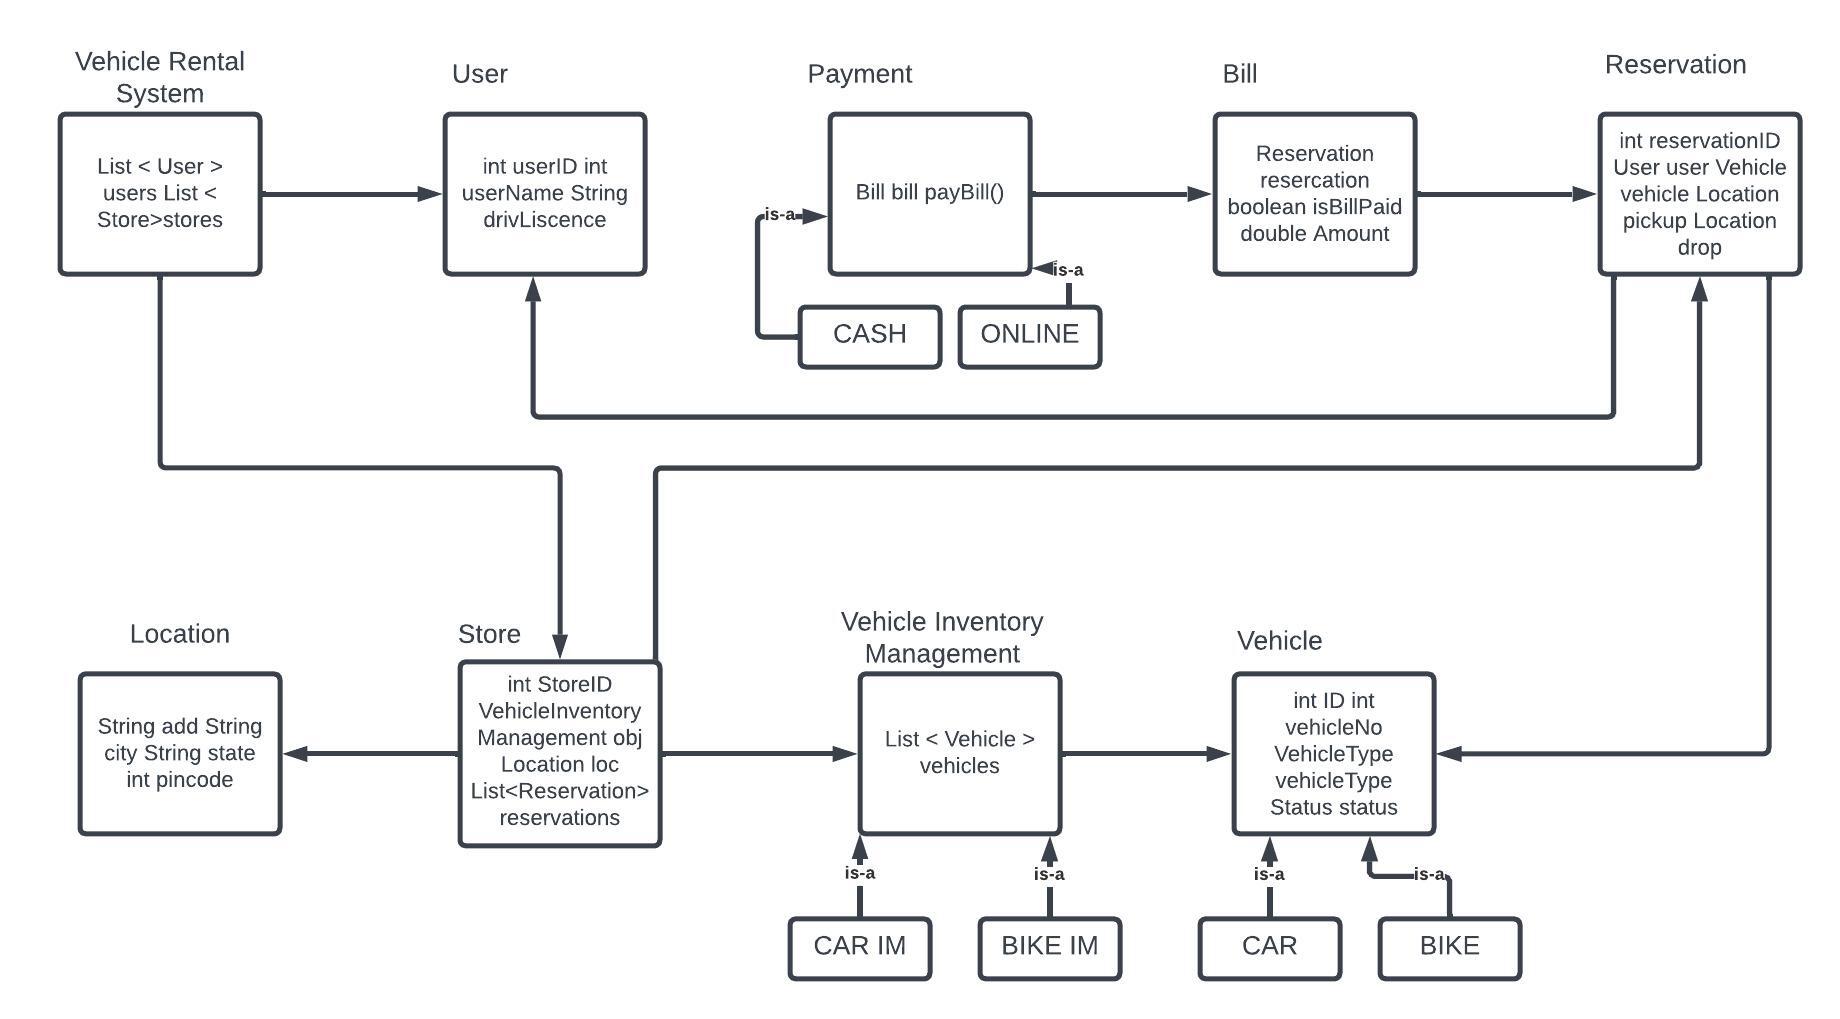 Vehicle Rental
System
List < User >
users List <
Store>stores
User
int userID int
userName String
drivLiscence
Payment
Bill bill payBill()
is-a
is-a
CASH
ONLINE
Bill
Reservation
resercation
boolean isBillPaid
double Amount
Reservation
int reservationID
User user Vehicle
vehicle Location
pickup Location
drop
Location
String add String
city String state
int pincode
Store
int StoreID
VehicleInventory
Management obj
Location loc
List<Reservation>
reservations
Vehicle Inventory
Management
List < Vehicle >
vehicles
is-a
is-a
CAR IM
BIKE IM
Vehicle
int ID int
vehicleNo
VehicleType
vehicleType
Status status
is-a
is-a
CAR
BIKE